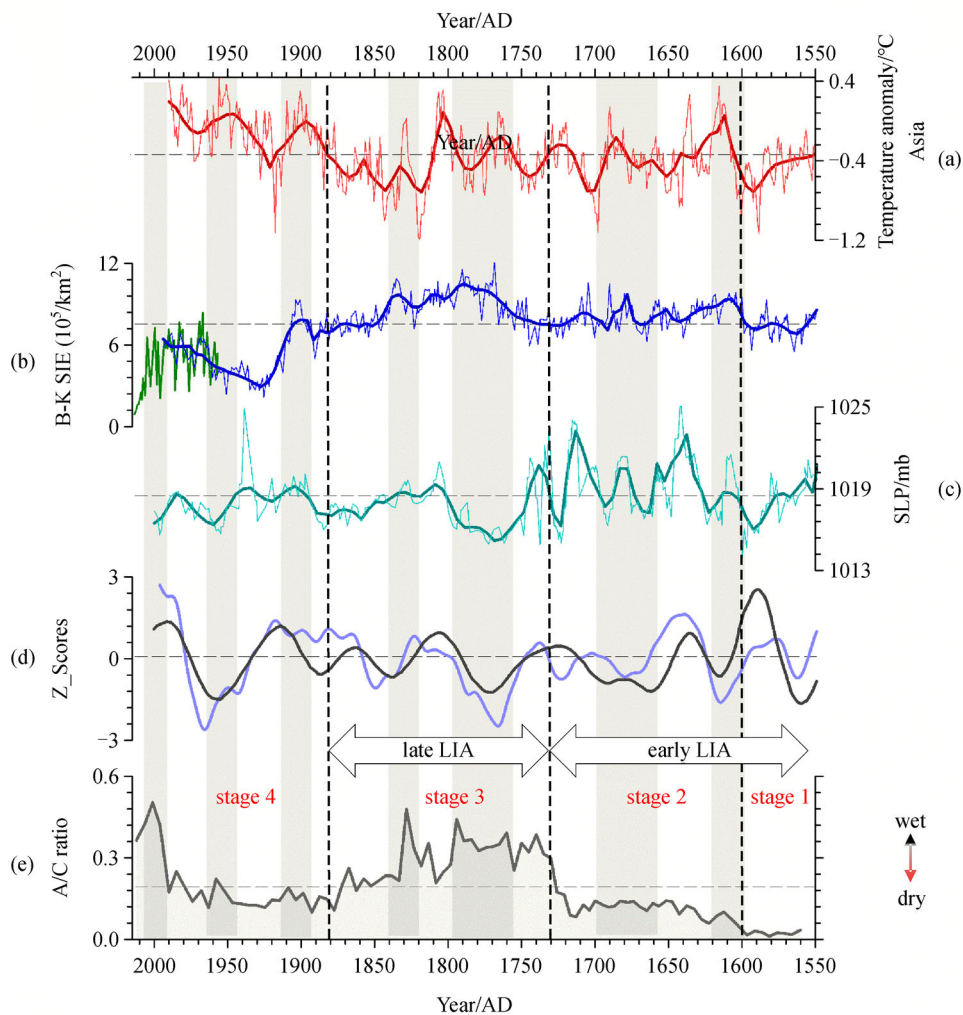 Year/AD
2000 1950 1900 1850 1800 1750 1700 1650 1600 1550
0.4
−0.4
−1.2
Temperature anomaly/°C
Asia
(a)
Year/AD
12
6
0
B-K SIE (10⁵/km²)
(b)
1025
1019
1013
SLP/mb
(c)
3
0
−3
Z_Scores
(d)
late LIA
early LIA
0.6
0.3
0.0
A/C ratio
(e)
stage 4
stage 3
stage 2
stage 1
wet
dry
2000 1950 1900 1850 1800 1750 1700 1650 1600 1550
Year/AD